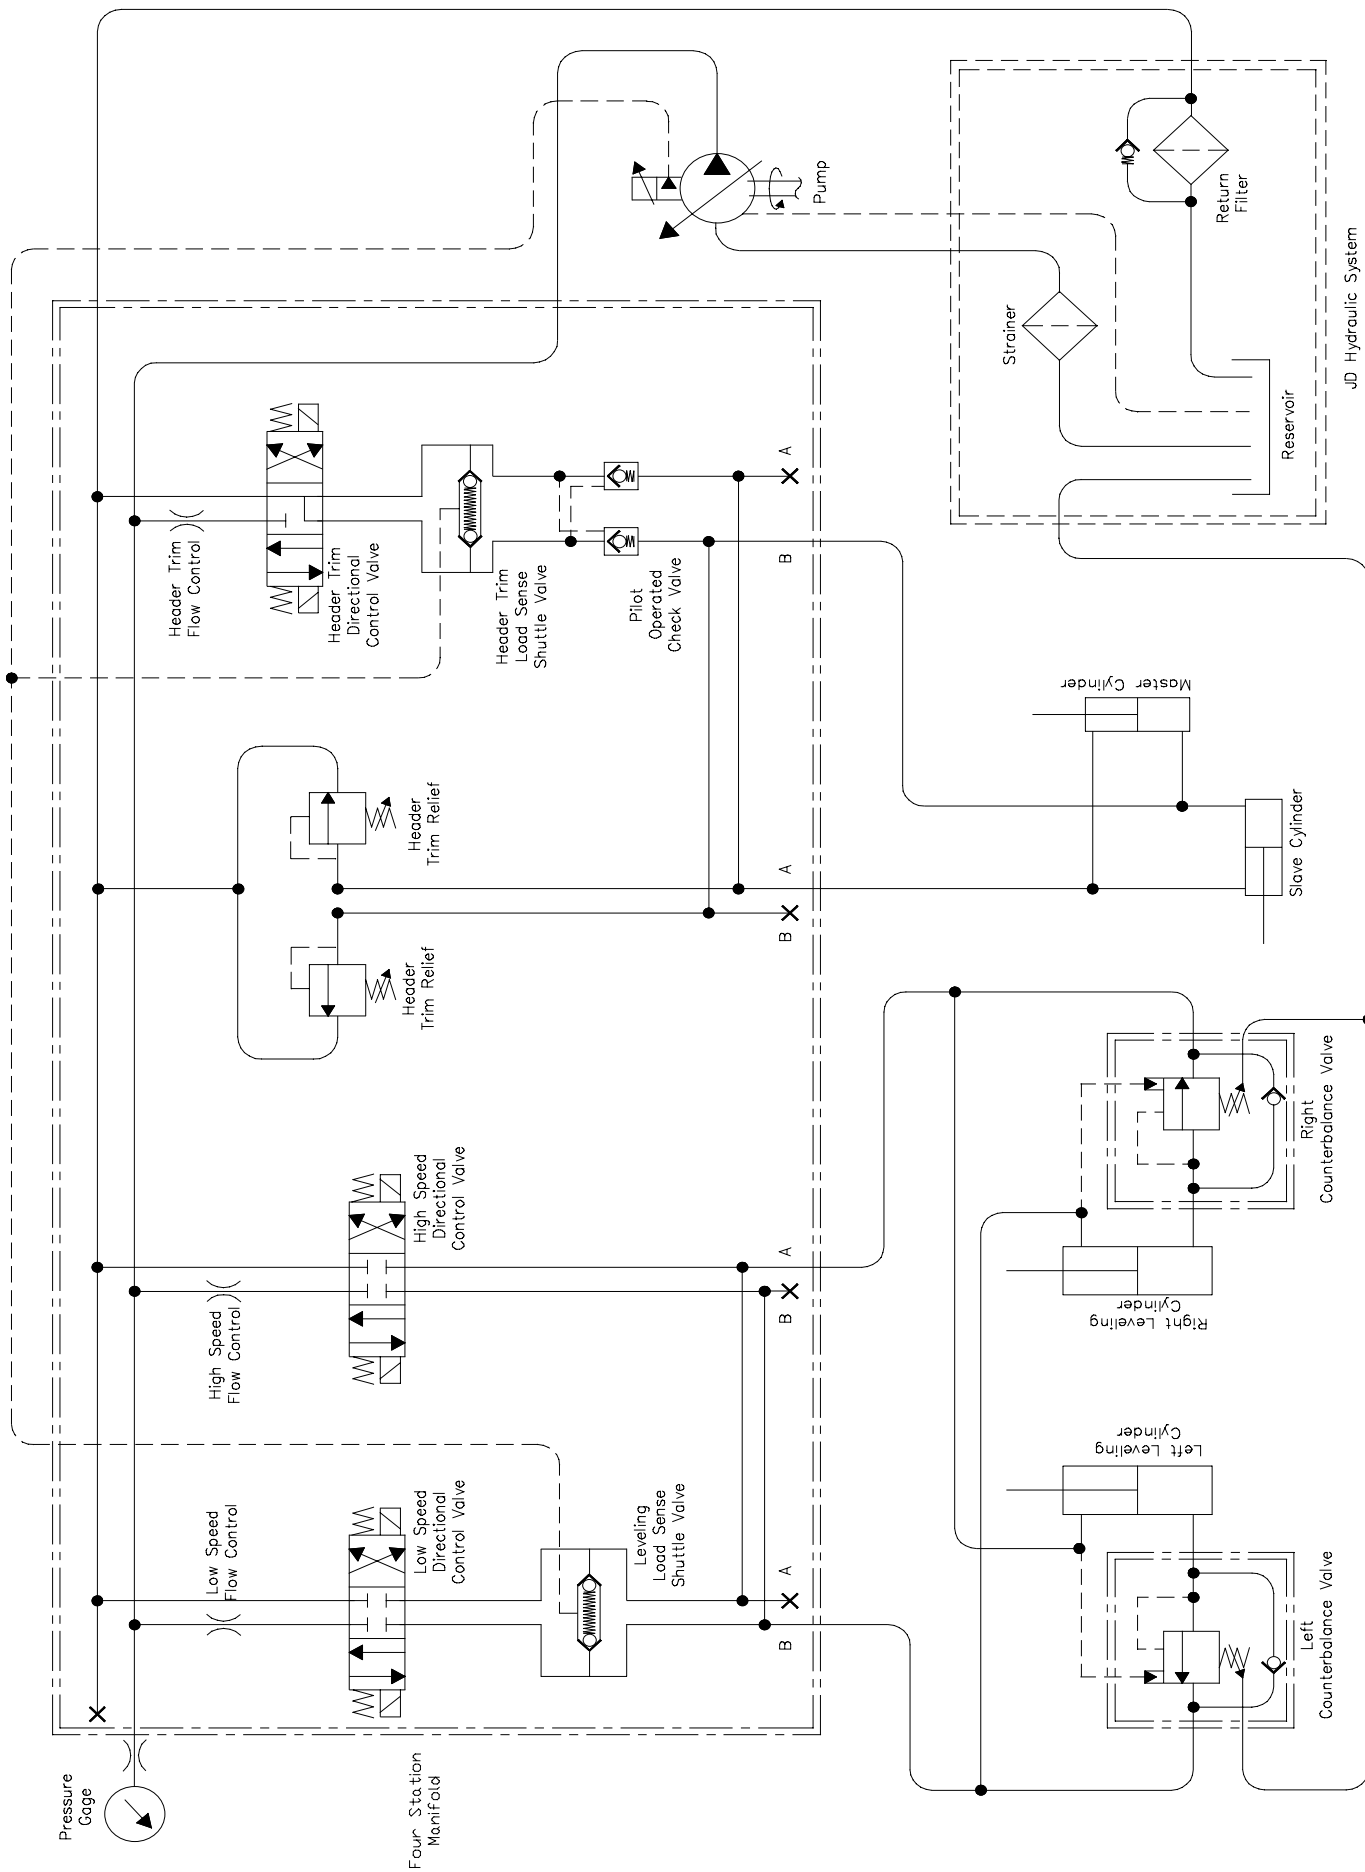 Pressure
Gage
Four Station
Manifold
Low Speed
Flow Control
Low Speed
Directional
Control Valve
Leveling
Load Sense
Shuttle Valve
B
A
High Speed
Flow Control
High Speed
Directional
Control Valve
B
A
Header
Trim Relief
Header
Trim Relief
B
A
Header Trim
Flow Control
Header Trim
Directional
Control Valve
Header Trim
Load Sense
Shuttle Valve
Pilot
Operated
Check Valve
B
A
Pump
Strainer
Return
Filter
Reservoir
JD Hydraulic System
Master Cylinder
Slave Cylinder
Right Leveling
Cylinder
Right
Counterbalance Valve
Left Leveling
Cylinder
Left
Counterbalance Valve